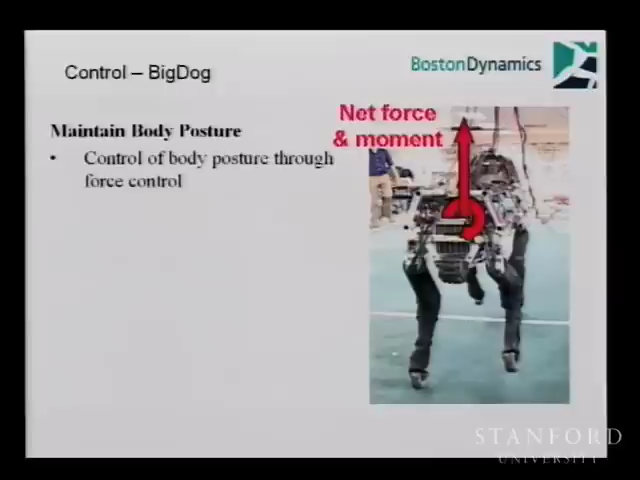 Control – BigDog
BostonDynamics
Net force
& moment
Maintain Body Posture
• Control of body posture through
force control
STANFORD
UNIVERSITY